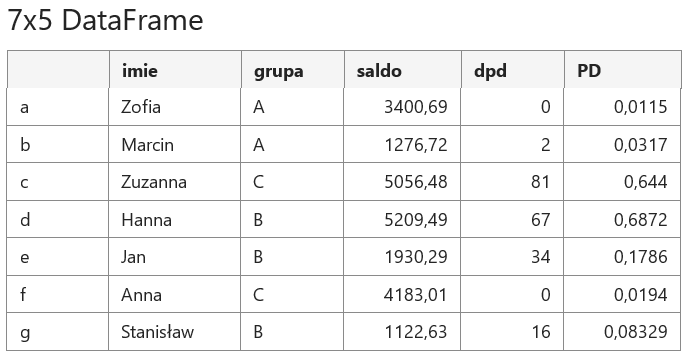 7x5 DataFrame
imie grupa saldo dpd PD
a Zofia A 3400,69 0 0,0115
b Marcin A 1276,72 2 0,0317
c Zuzanna C 5056,48 81 0,644
d Hanna B 5209,49 67 0,6872
e Jan B 1930,29 34 0,1786
f Anna C 4183,01 0 0,0194
g Stanisław B 1122,63 16 0,08329